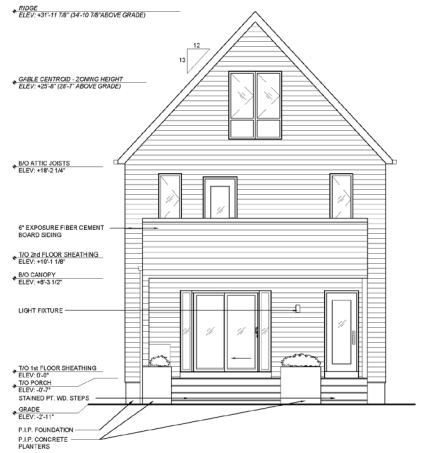 RIDGE
ELEV: +31'-11 7/8" (34'-10 7/8"ABOVE GRADE)
12
13
GABLE CENTROID - ZONING HEIGHT
ELEV: +25'-8" (28'-7" ABOVE GRADE)
B/O ATTIC JOISTS
ELEV: +18'-2 1/4"
6" EXPOSURE FIBER CEMENT
BOARD SIDING
T/O 2nd FLOOR SHEATHING
ELEV: +10'-1 1/8"
B/O CANOPY
ELEV: +8'-3 1/2"
LIGHT FIXTURE
T/O 1st FLOOR SHEATHING
ELEV: 0'-0"
T/O PORCH
ELEV: -0'-7"
STAINED PT. WD. STEPS
GRADE
ELEV: -2'-11"
P.I.P. FOUNDATION
P.I.P. CONCRETE
PLANTERS